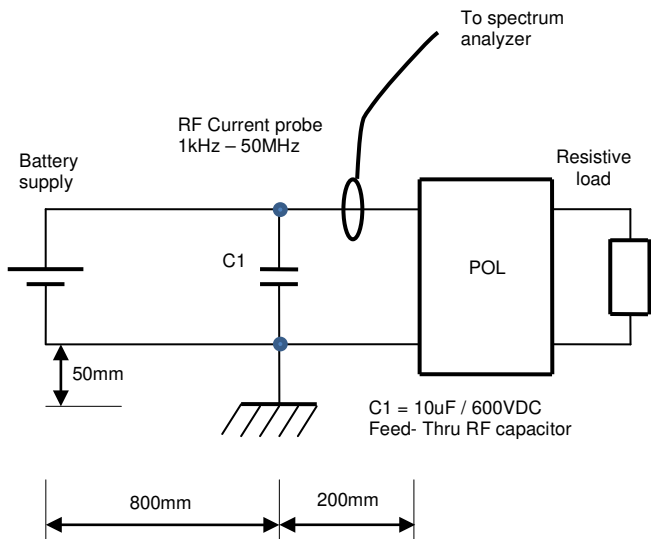 To spectrum
analyzer
RF Current probe
1kHz – 50MHz
Battery
supply
Resistive
load
C1
POL
50mm
C1 = 10uF / 600VDC
Feed- Thru RF capacitor
800mm
200mm